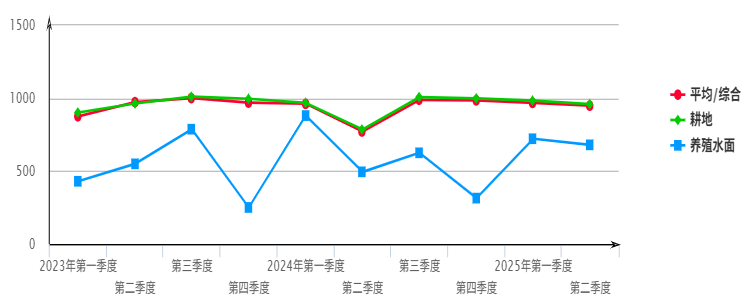 1500
1000
500
0
2023年第一季度
第二季度
第三季度
第四季度
2024年第一季度
第二季度
第三季度
第四季度
2025年第一季度
第二季度
平均/综合
耕地
养殖水面